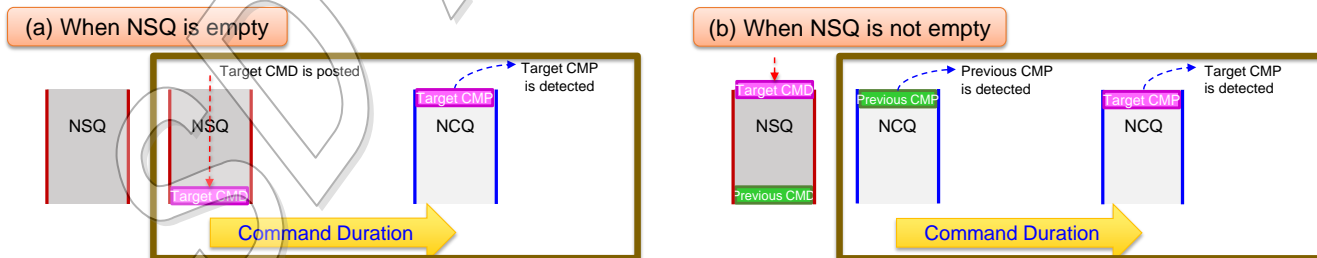 (a) When NSQ is empty
Target CMD is posted
Target CMP
is detected
Target CMP
NSQ
NSQ
NCQ
Target CMD
Command Duration
(b) When NSQ is not empty
Previous CMP
is detected
Target CMP
is detected
Target CMD
Previous CMP
Target CMP
NSQ
NCQ
NCQ
Previous CMD
Command Duration